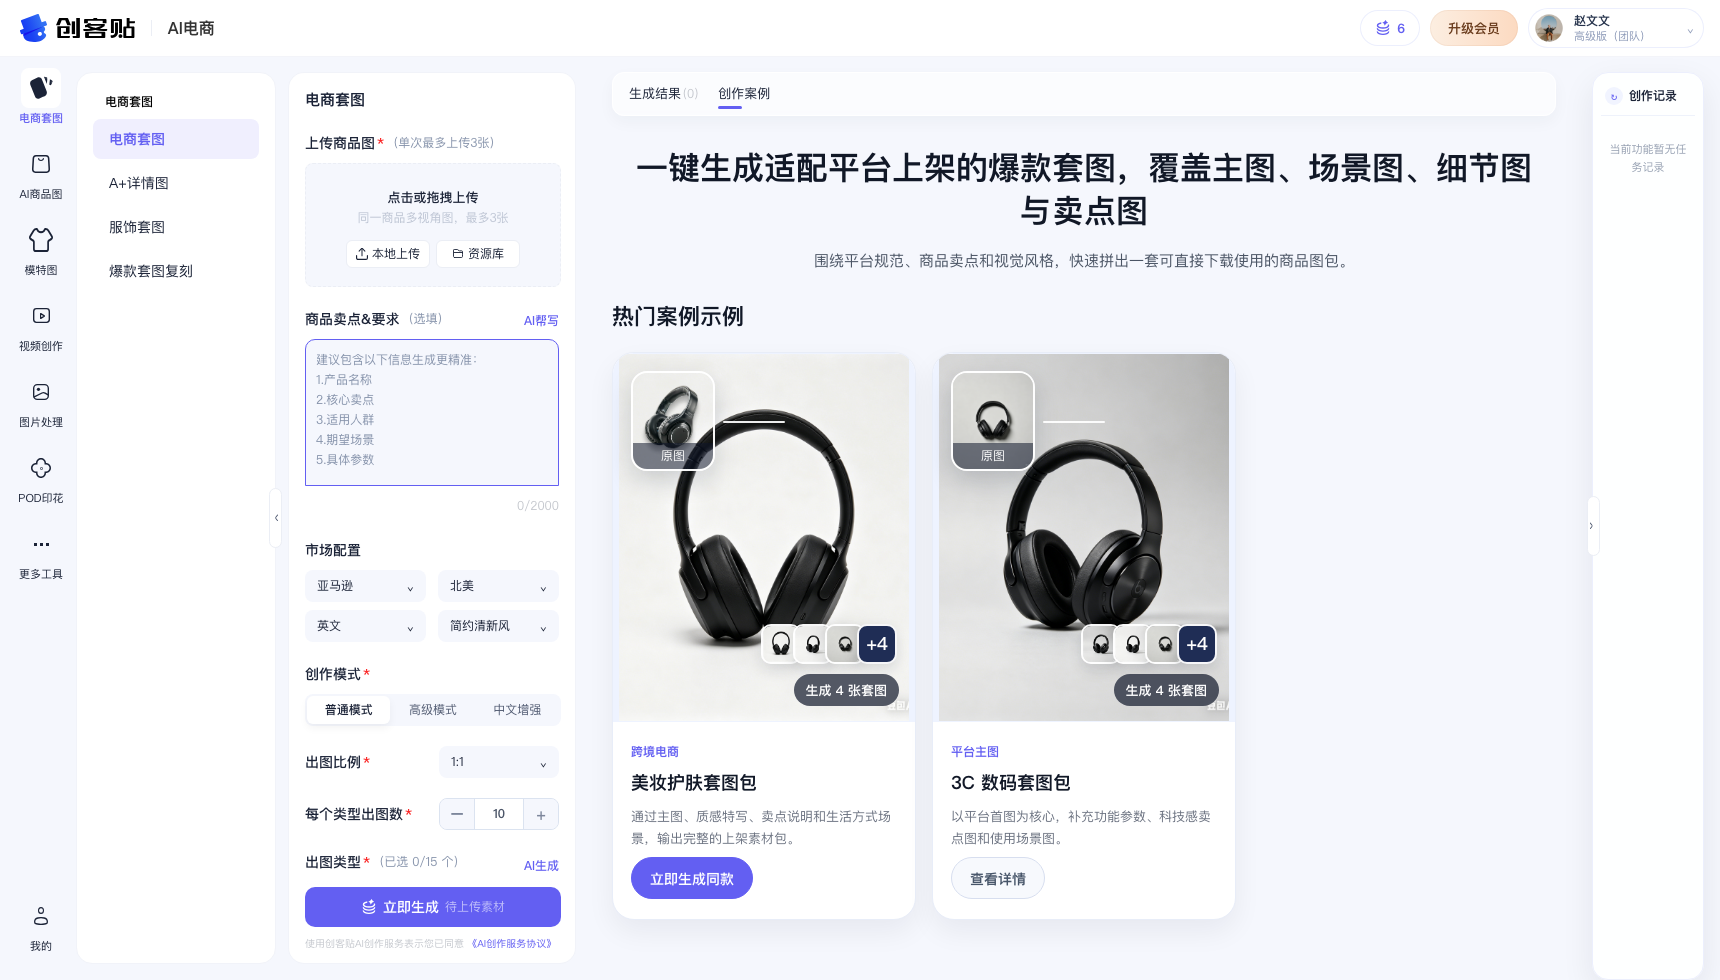 创客贴
AI电商
6
升级会员
赵文文
高级版（团队）
电商套图
AI商品图
模特图
视频创作
图片处理
POD印花
更多工具
我的
电商套图
电商套图
A+详情图
服饰套图
爆款套图复刻
电商套图
上传商品图* （单次最多上传3张）
点击或拖拽上传
同一商品多视角图，最多3张
本地上传
资源库
商品卖点&要求 （选填）
AI帮写
建议包含以下信息生成更精准：
1.产品名称
2.核心卖点
3.适用人群
4.期望场景
5.具体参数
0/2000
市场配置
亚马逊
北美
英文
简约清新风
创作模式*
普通模式
高级模式
中文增强
出图比例*
1:1
每个类型出图数*
10
出图类型* （已选 0/15 个）
AI生成
立即生成 待上传素材
使用创客贴AI创作服务表示您已同意 《AI创作服务协议》
生成结果(0)
创作案例
一键生成适配平台上架的爆款套图，覆盖主图、场景图、细节图
与卖点图
围绕平台规范、商品卖点和视觉风格，快速拼出一套可直接下载使用的商品图包。
热门案例示例
原图
+4
生成 4 张套图
跨境电商
美妆护肤套图包
通过主图、质感特写、卖点说明和生活方式场
景，输出完整的上架素材包。
立即生成同款
原图
+4
生成 4 张套图
平台主图
3C 数码套图包
以平台首图为核心，补充功能参数、科技感卖
点图和使用场景图。
查看详情
创作记录
当前功能暂无任
务记录